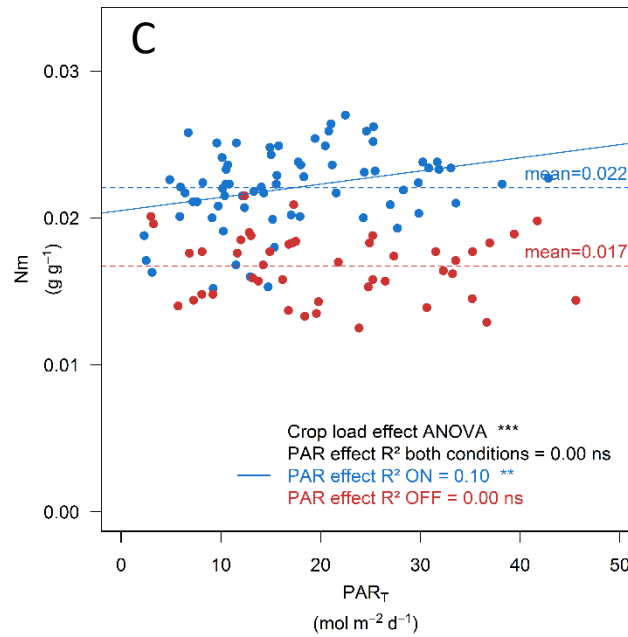 C
0.03
mean=0.022
0.02
mean=0.017
Nm
(g g⁻¹)
0.01
Crop load effect ANOVA ***
PAR effect R² both conditions = 0.00 ns
PAR effect R² ON = 0.10 **
PAR effect R² OFF = 0.00 ns
0.00
0 10 20 30 40 50
PAR_T
(mol m⁻² d⁻¹)